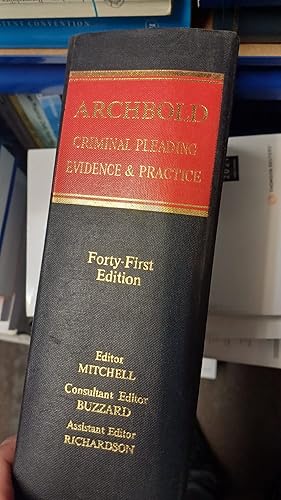 ARCHBOLD
CRIMINAL PLEADING
EVIDENCE & PRACTICE
Forty-First
Edition
Editor
MITCHELL
Consultant Editor
BUZZARD
Assistant Editor
RICHARDSON